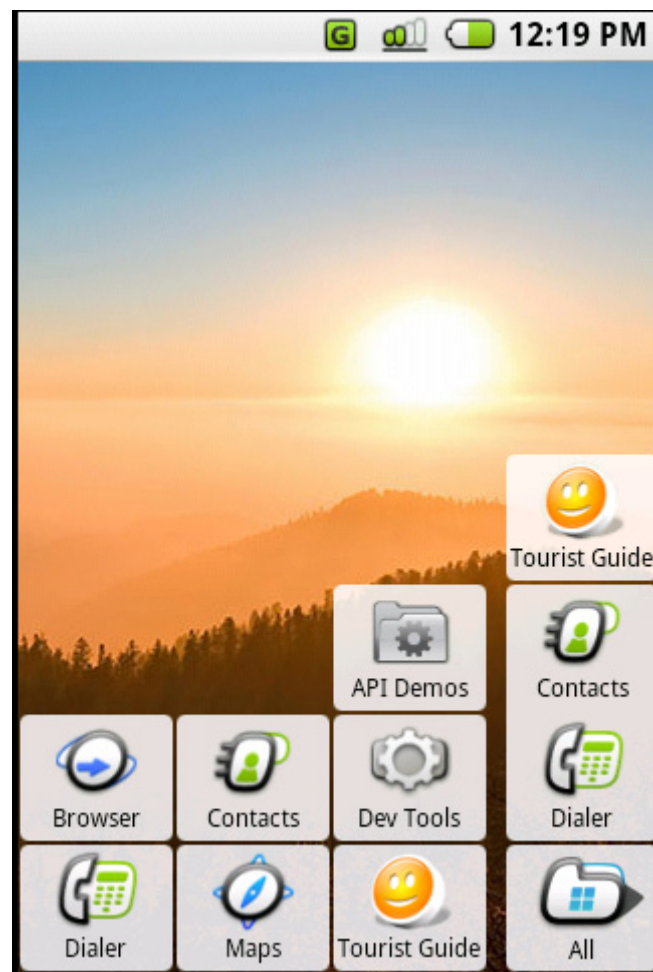 G 12:19 PM
Tourist Guide
API Demos
Contacts
Browser
Contacts
Dev Tools
Dialer
Dialer
Maps
Tourist Guide
All